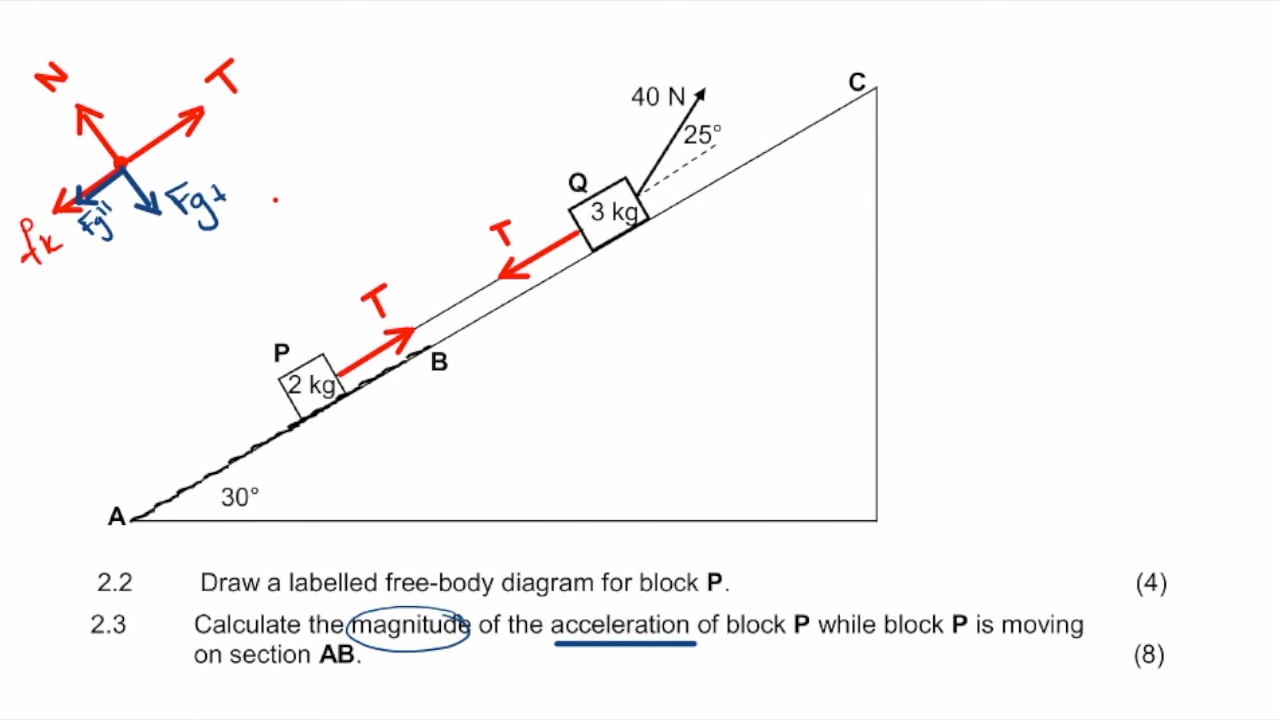 C
40 N
25°
N
T
Q
3 kg
Fg⊥
Fg||
fk
T
T
P
2 kg
B
30°
A
2.2 Draw a labelled free-body diagram for block P. (4)
2.3 Calculate the magnitude of the acceleration of block P while block P is moving
on section AB. (8)